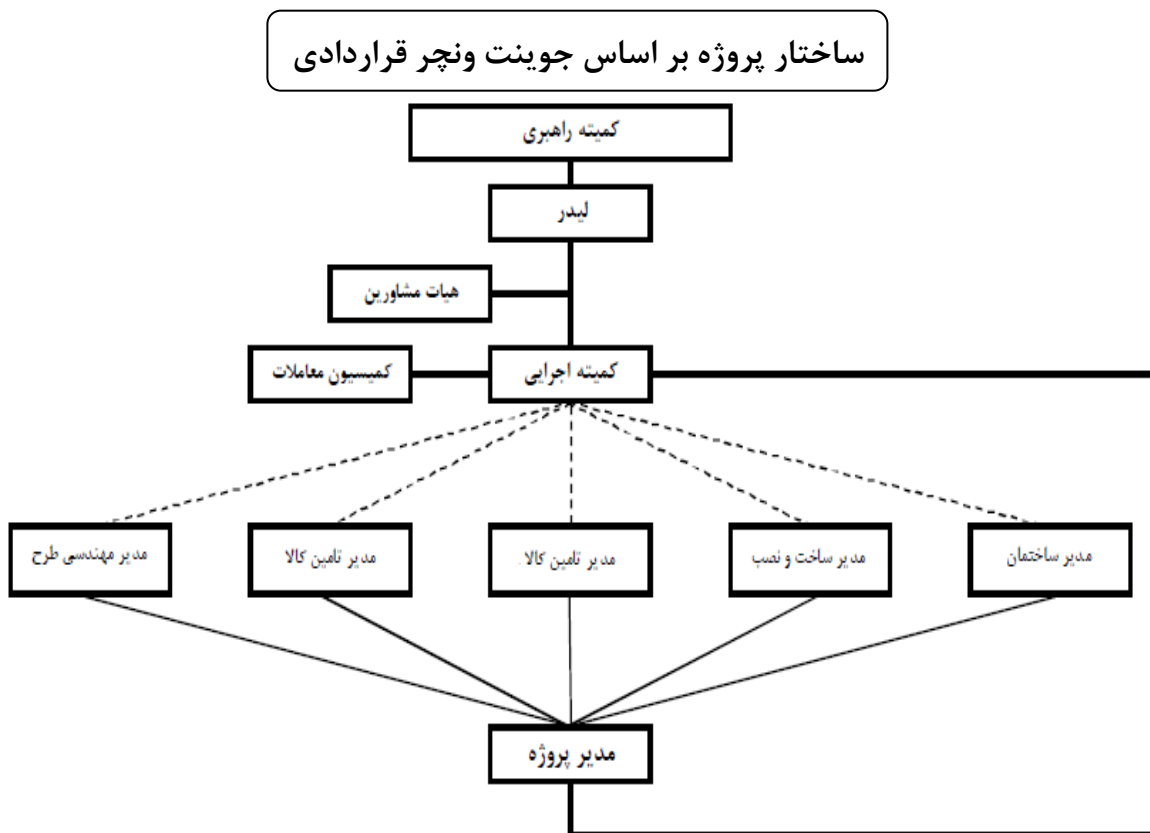 ساختار پروژه بر اساس جوینت ونچر قراردادی
کمیته راهبری
لیدر
هیات مشاورین
کمیته اجرایی
کمیسیون معاملات
مدیر ساختمان
مدیر ساخت و نصب
مدیر تامین کالا .
مدیر تامین کالا
مدیر مهندسی طرح
مدیر پروژه